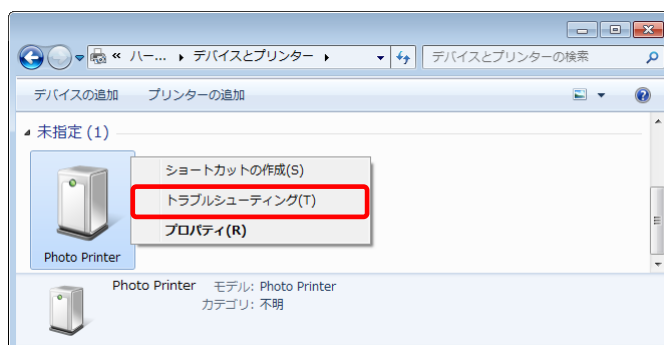 « ハー... ▸ デバイスとプリンター ▸
デバイスとプリンターの検索
デバイスの追加 プリンターの追加
未指定 (1)
ショートカットの作成(S)
トラブルシューティング(T)
プロパティ(R)
Photo Printer
Photo Printer モデル: Photo Printer
カテゴリ: 不明